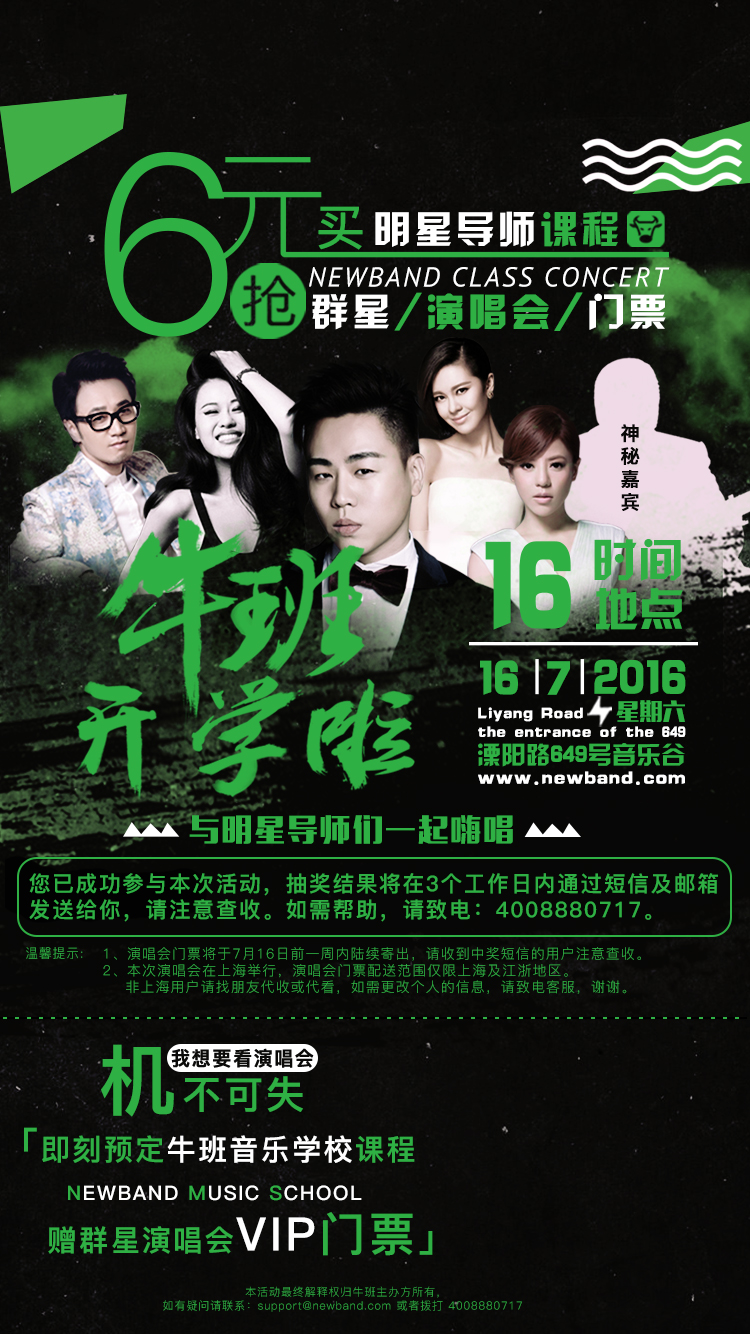 6元买明星导师课程
NEWBAND CLASS CONCERT
抢群星/演唱会/门票
神秘嘉宾
牛班
开学啦
16 时间地点
16|7|2016
Liyang Road 星期六
the entrance of the 649
溧阳路649号音乐谷
www.newband.com
与明星导师们一起嗨唱
您已成功参与本次活动，抽奖结果将在3个工作日内通过短信及邮箱
发送给你，请注意查收。如需帮助，请致电：4008880717。
温馨提示: 1、演唱会门票将于7月16日前一周内陆续寄出，请收到中奖短信的用户注意查收。
2、本次演唱会在上海举行，演唱会门票配送范围仅限上海及江浙地区。
非上海用户请找朋友代收或代看，如需更改个人的信息，请致电客服，谢谢。
我想要看演唱会
机不可失
「即刻预定牛班音乐学校课程
NEWBAND MUSIC SCHOOL
赠群星演唱会VIP门票」
本活动最终解释权归牛班主办方所有，
如有疑问请联系：support@newband.com 或者拨打 4008880717